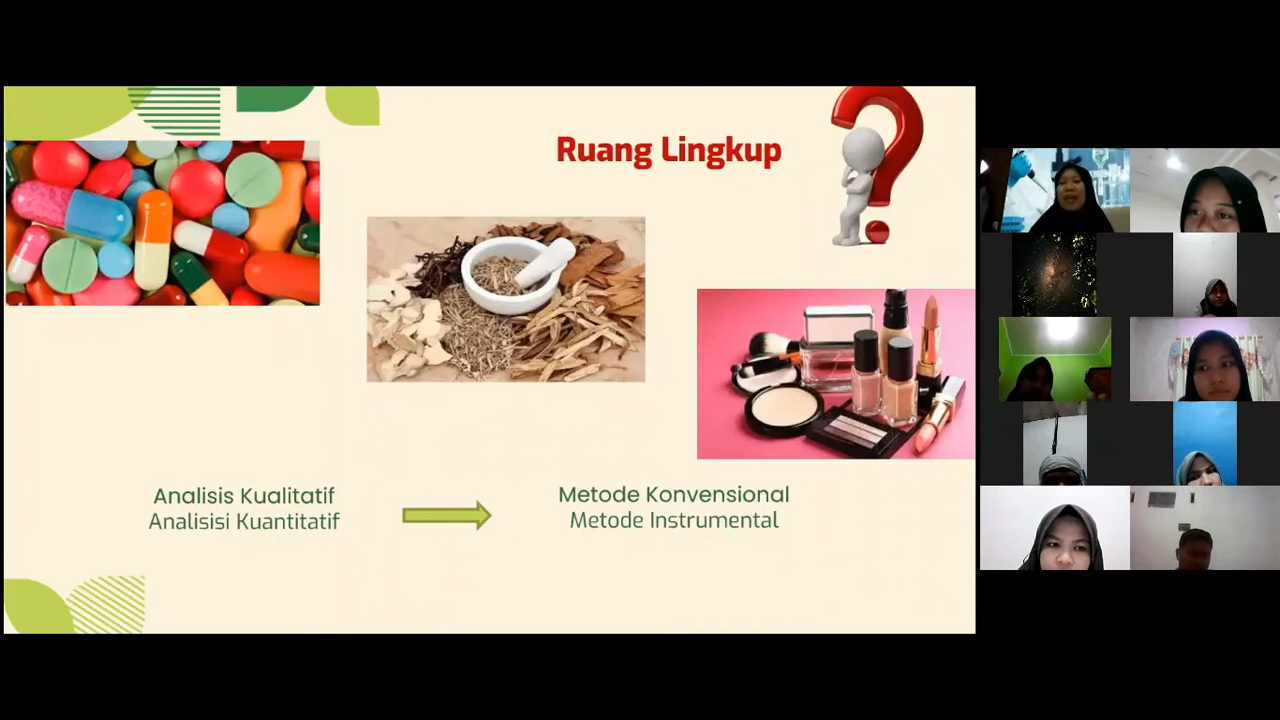 Ruang Lingkup
Analisis Kualitatif
Analisisi Kuantitatif
Metode Konvensional
Metode Instrumental